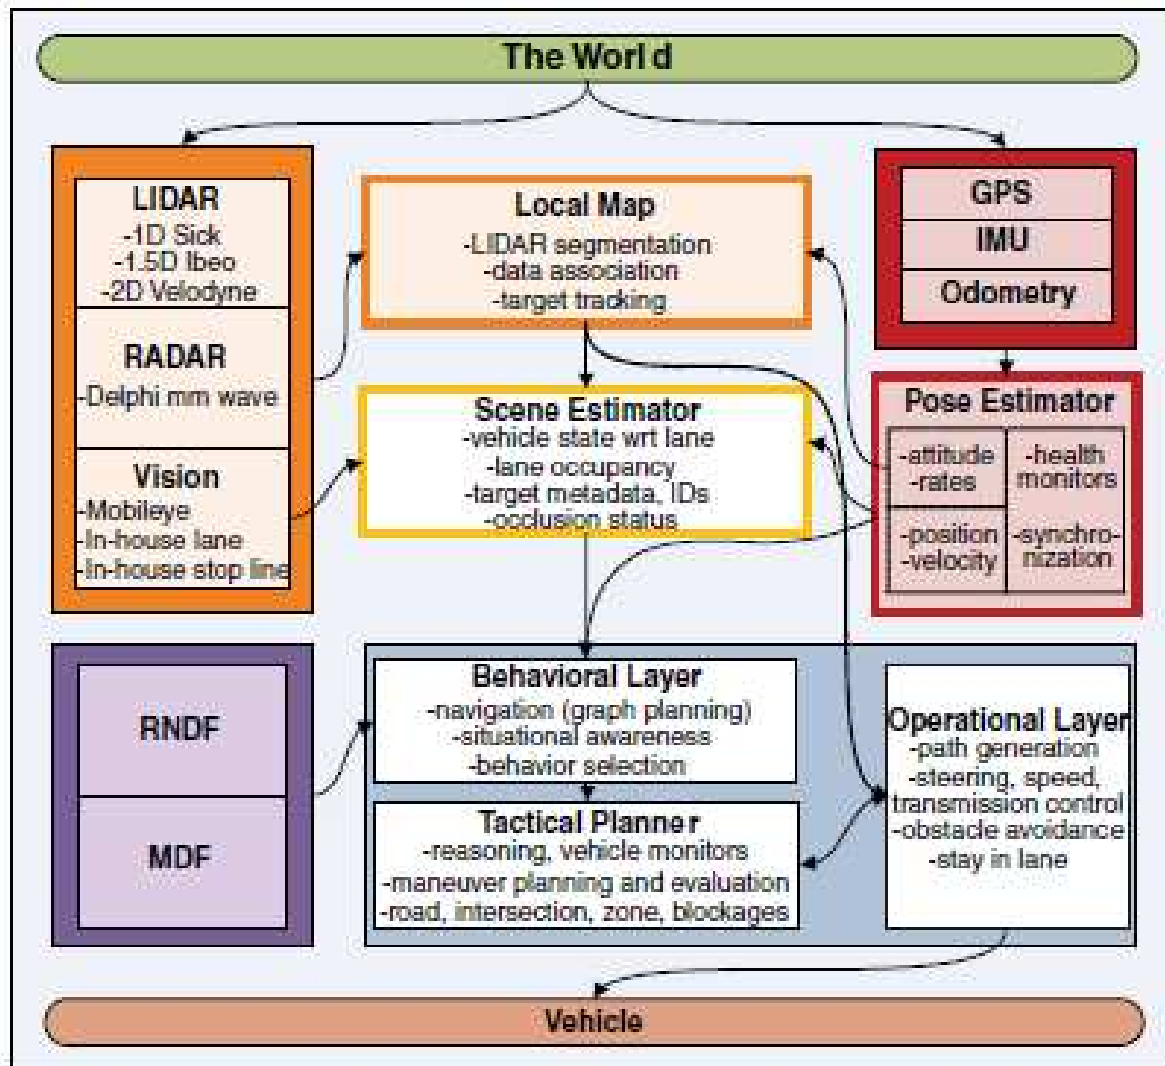 The World
LIDAR
-1D Sick
-1.5D Ibeo
-2D Velodyne
RADAR
-Delphi mm wave
Vision
-Mobileye
-In-house lane
-In-house stop line
Local Map
-LIDAR segmentation
-data association
-target tracking
GPS
IMU
Odometry
Scene Estimator
-vehicle state wrt lane
-lane occupancy
-target metadata, IDs
-occlusion status
Pose Estimator
-attitude
-rates
-health
monitors
-position
-velocity
-synchro-
nization
RNDF
MDF
Behavioral Layer
-navigation (graph planning)
-situational awareness
-behavior selection
Tactical Planner
-reasoning, vehicle monitors
-maneuver planning and evaluation
-road, intersection, zone, blockages
Operational Layer
-path generation
-steering, speed,
transmission control
-obstacle avoidance
-stay in lane
Vehicle